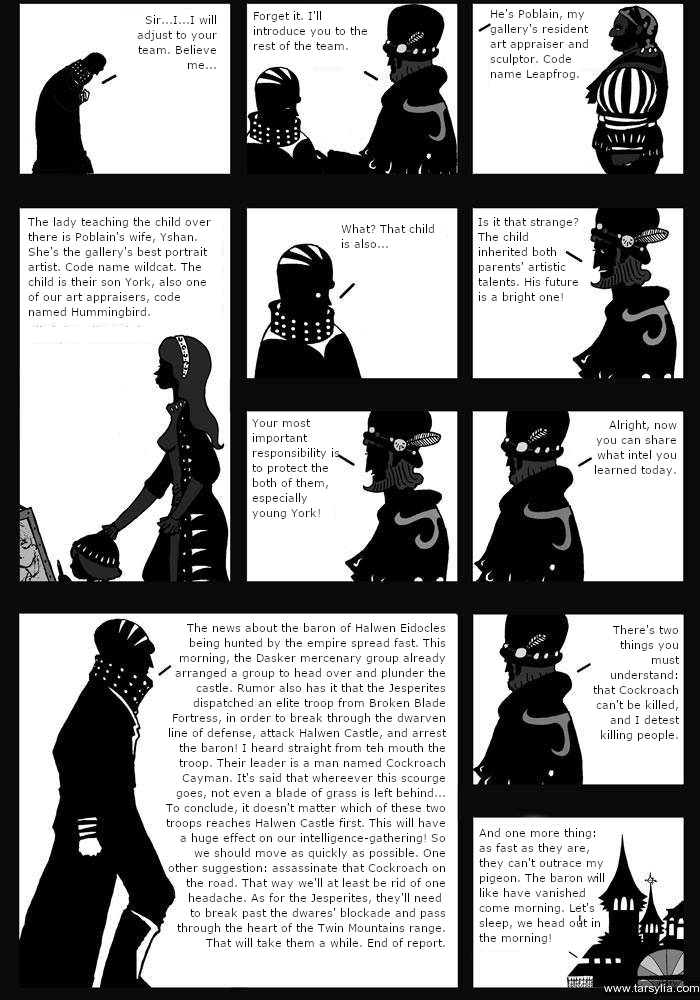 Sir...I...I will
adjust to your
team. Believe
me...
Forget it. I'll
introduce you to the
rest of the team.
He's Poblain, my
gallery's resident
art appraiser and
sculptor. Code
name Leapfrog.
The lady teaching the child over
there is Poblain's wife, Yshan.
She's the gallery's best portrait
artist. Code name wildcat. The
child is their son York, also one
of our art appraisers, code
named Hummingbird.
What? That child
is also...
Is it that strange?
The child
inherited both
parents' artistic
talents. His future
is a bright one!
Your most
important
responsibility is
to protect the
both of them,
especially
young York!
Alright, now
you can share
what intel you
learned today.
The news about the baron of Halwen Eidocles
being hunted by the empire spread fast. This
morning, the Dasker mercenary group already
arranged a group to head over and plunder the
castle. Rumor also has it that the Jesperites
dispatched an elite troop from Broken Blade
Fortress, in order to break through the dwarven
line of defense, attack Halwen Castle, and arrest
the baron! I heard straight from teh mouth the
troop. Their leader is a man named Cockroach
Cayman. It's said that whereever this scourge
goes, not even a blade of grass is left behind...
To conclude, it doesn't matter which of these two
troops reaches Halwen Castle first. This will have
a huge effect on our intelligence-gathering! So
we should move as quickly as possible. One
other suggestion: assassinate that Cockroach on
the road. That way we'll at least be rid of one
headache. As for the Jesperites, they'll need
to break past the dwares' blockade and pass
through the heart of the Twin Mountains range.
That will take them a while. End of report.
There's two
things you
must
understand:
that Cockroach
can't be killed,
and I detest
killing people.
And one more thing:
as fast as they are,
they can't outrace my
pigeon. The baron will
like have vanished
come morning. Let's
sleep, we head out in
the morning!
www.tarsylia.com